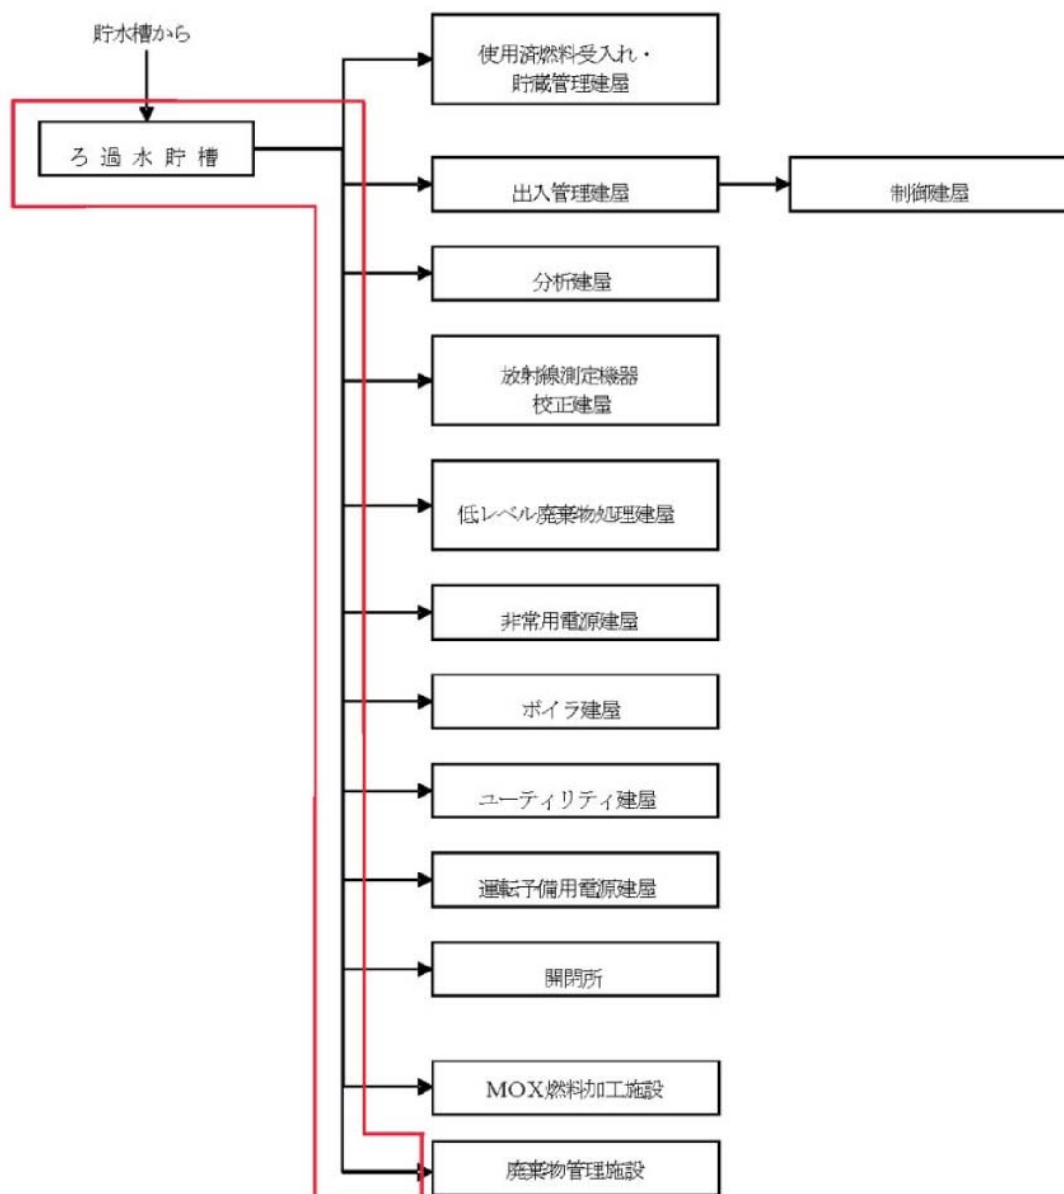 貯水槽から
ろ過水貯槽
使用済燃料受入れ・
貯蔵管理建屋
出入管理建屋
制御建屋
分析建屋
放射線測定機器
校正建屋
低レベル廃棄物処理建屋
非常用電源建屋
ボイラ建屋
ユーティリティ建屋
運転予備用電源建屋
開閉所
MOX燃料加工施設
廃棄物管理施設